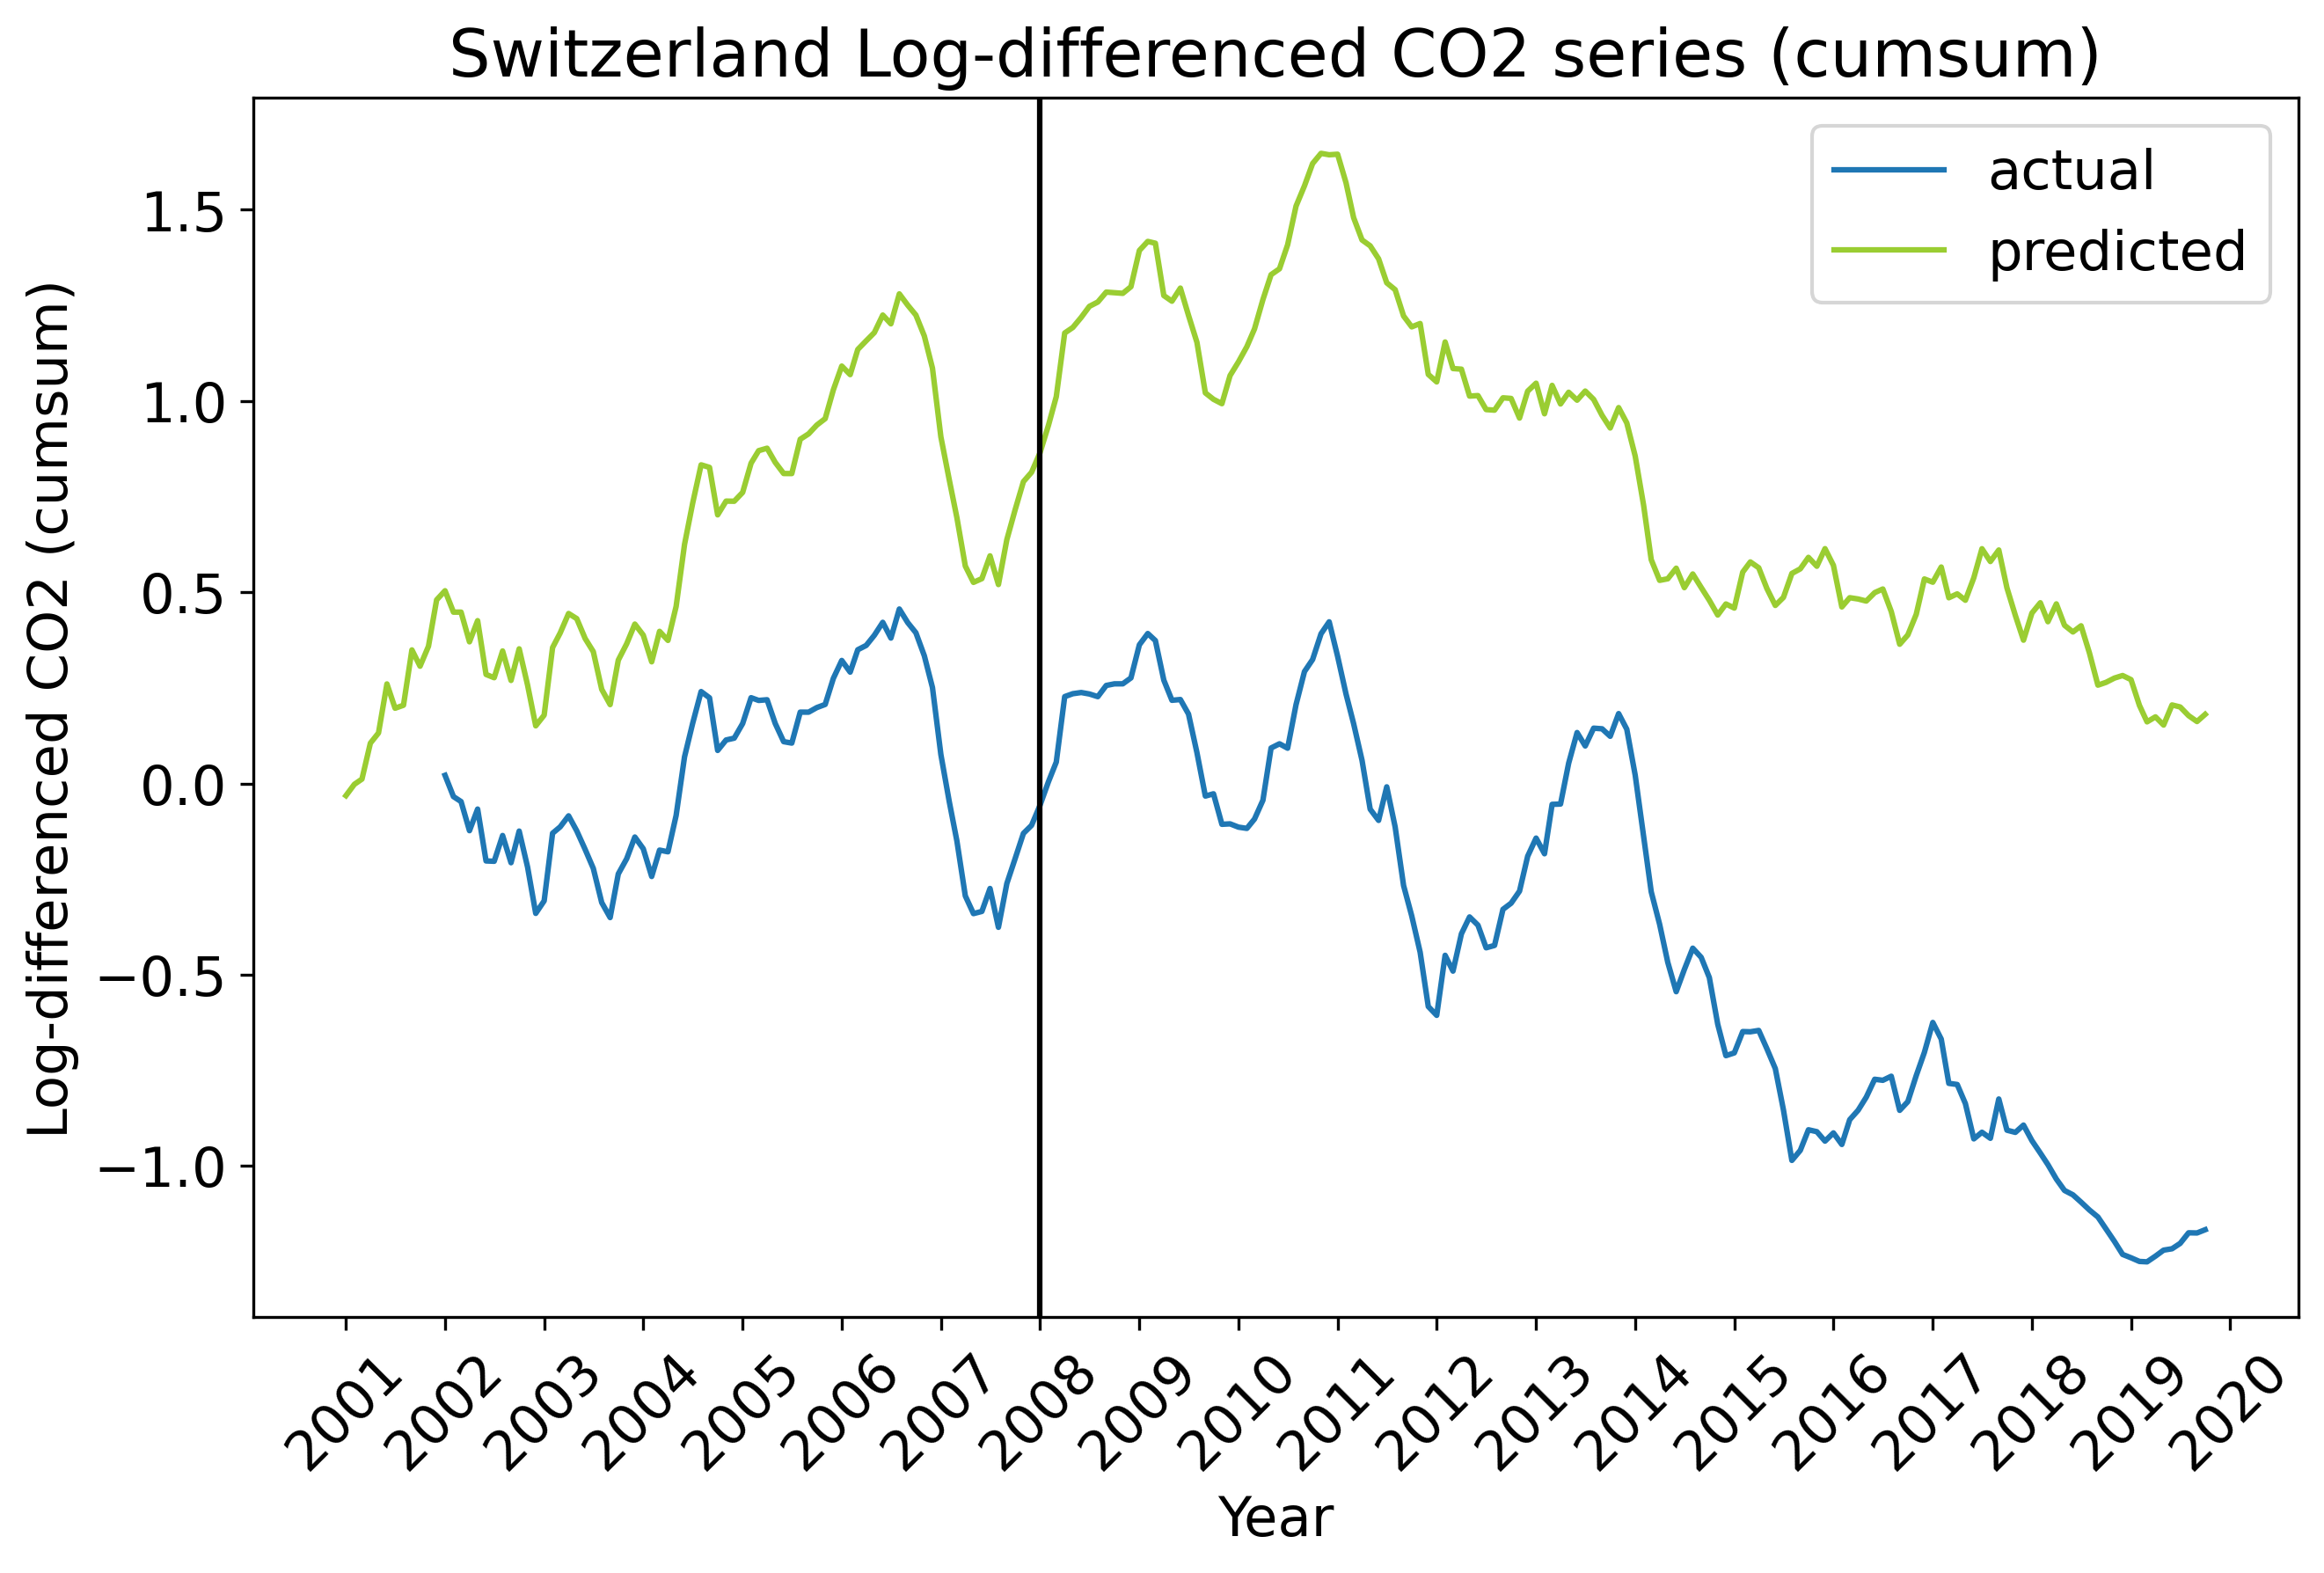 Switzerland Log-differenced CO2 series (cumsum)
actual
predicted
Log-differenced CO2 (cumsum)
1.5
1.0
0.5
0.0
−0.5
−1.0
2001 2002 2003 2004 2005 2006 2007 2008 2009 2010 2011 2012 2013 2014 2015 2016 2017 2018 2019 2020
Year